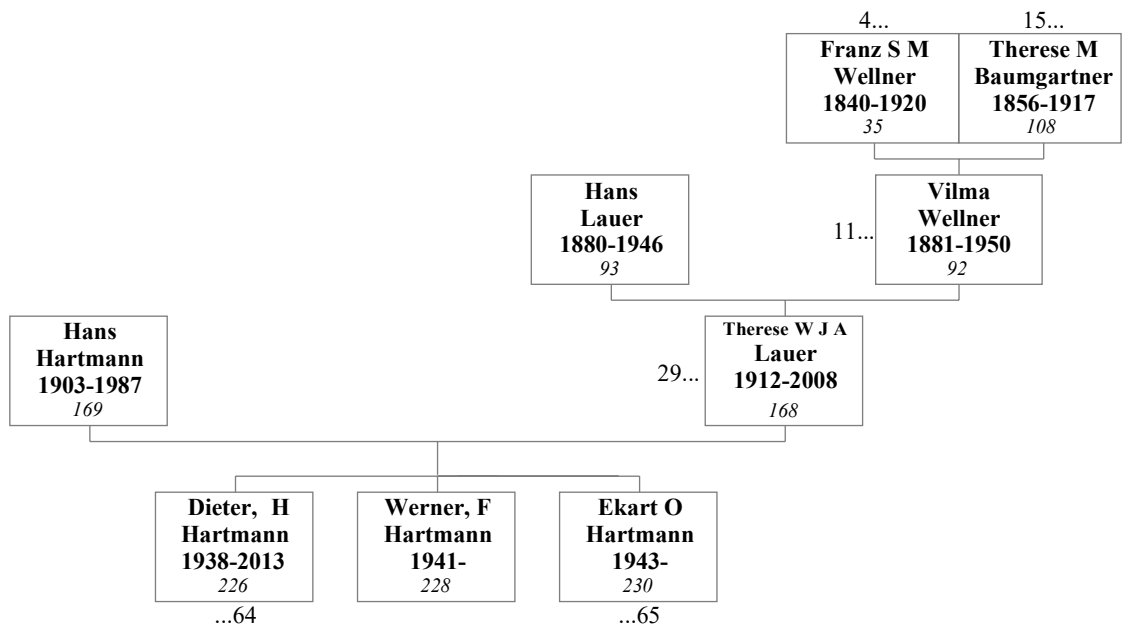 4...
15...
Franz S M
Wellner
1840-1920
35
Therese M
Baumgartner
1856-1917
108
Hans
Lauer
1880-1946
93
11...
Vilma
Wellner
1881-1950
92
Hans
Hartmann
1903-1987
169
29...
Therese W J A
Lauer
1912-2008
168
Dieter, H
Hartmann
1938-2013
226
...64
Werner, F
Hartmann
1941-
228
Ekart O
Hartmann
1943-
230
...65